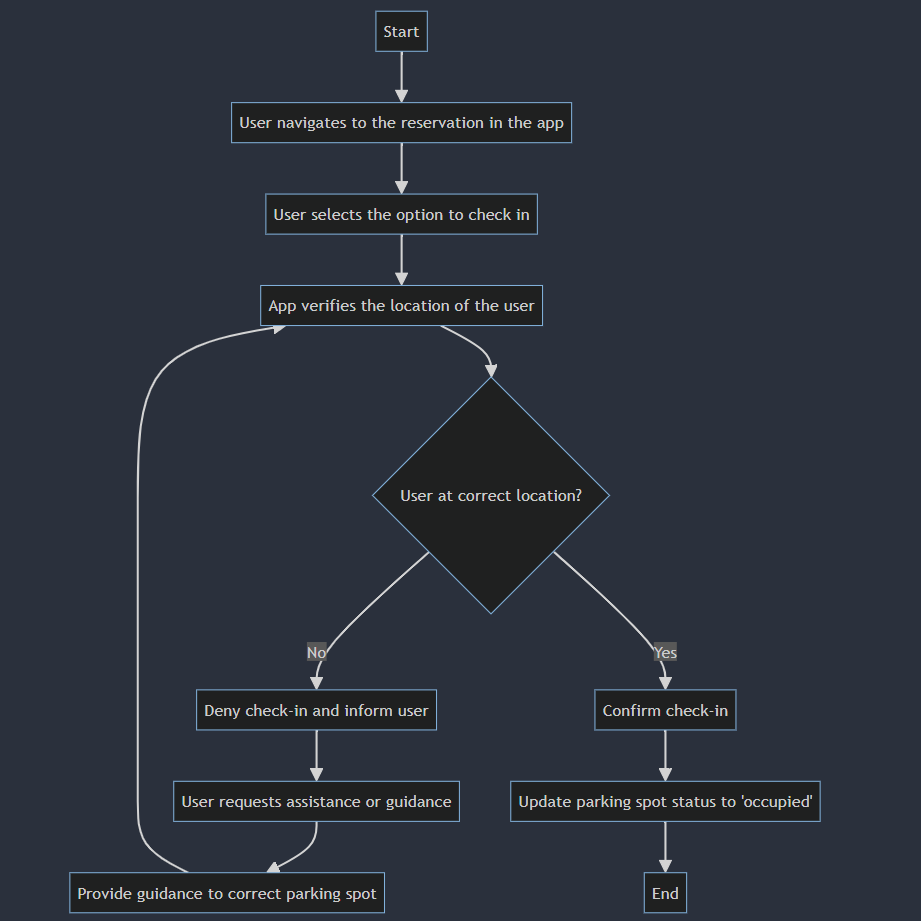 Start
User navigates to the reservation in the app
User selects the option to check in
App verifies the location of the user
User at correct location?
No
Yes
Deny check-in and inform user
Confirm check-in
User requests assistance or guidance
Update parking spot status to 'occupied'
Provide guidance to correct parking spot
End